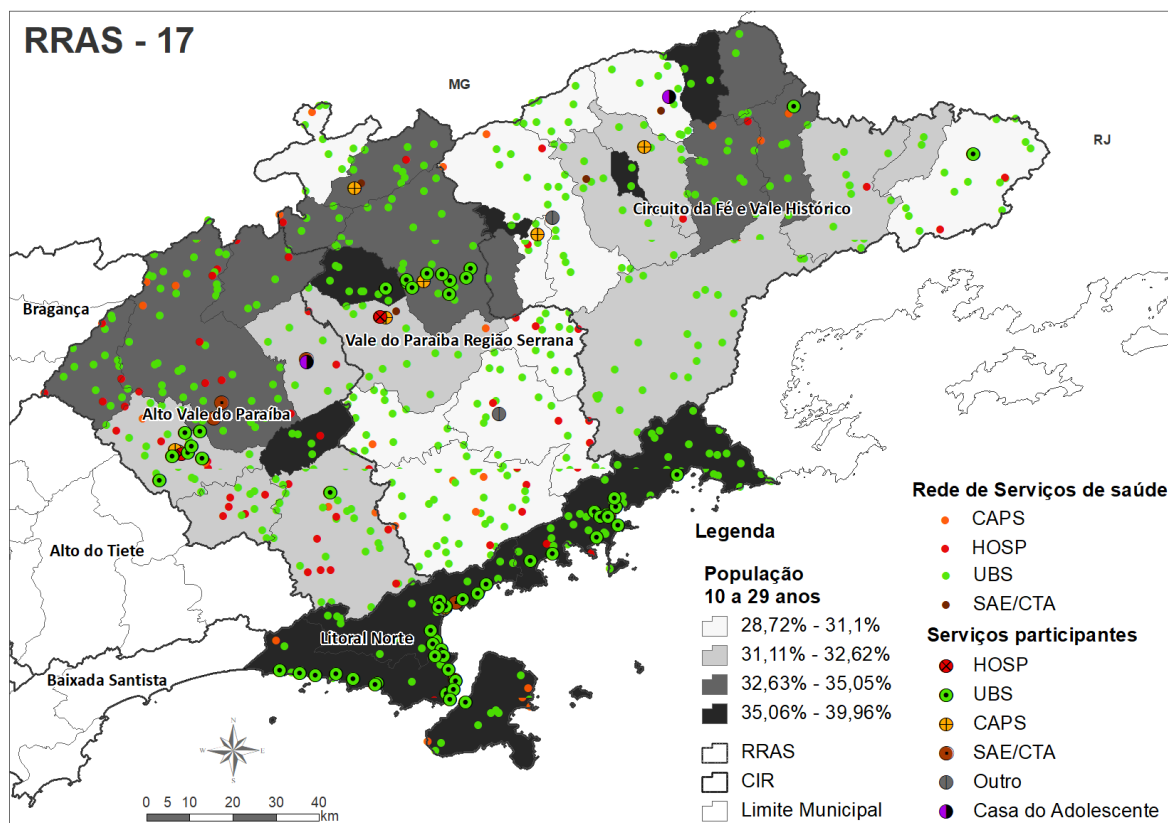 RRAS - 17
MG
RJ
Circuito da Fé e Vale Histórico
Bragança
Vale do Paraiba Região Serrana
Alto Vale do Paraíba
Alto do Tiete
Litoral Norte
Baixada Santista
N
W E
S
0 5 10 20 30 40
km
Legenda
População
10 a 29 anos
28,72% - 31,1%
31,11% - 32,62%
32,63% - 35,05%
35,06% - 39,96%
RRAS
CIR
Limite Municipal
Rede de Serviços de saúde
CAPS
HOSP
UBS
SAE/CTA
Serviços participantes
HOSP
UBS
CAPS
SAE/CTA
Outro
Casa do Adolescente